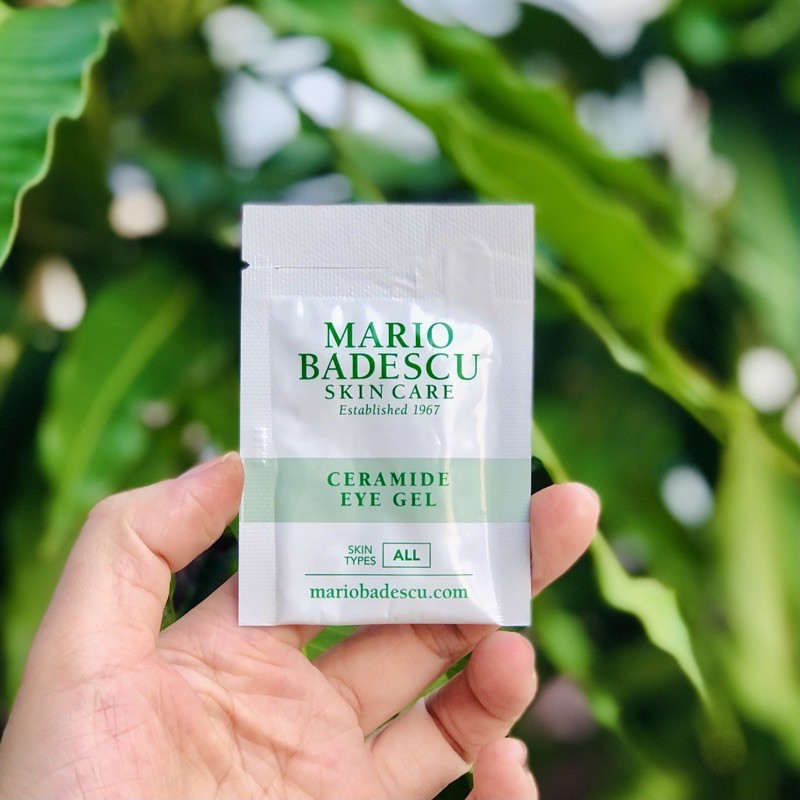 MARIO
BADESCU
SKIN CARE
Established 1967
CERAMIDE
EYE GEL
SKIN
TYPES ALL
mariobadescu.com